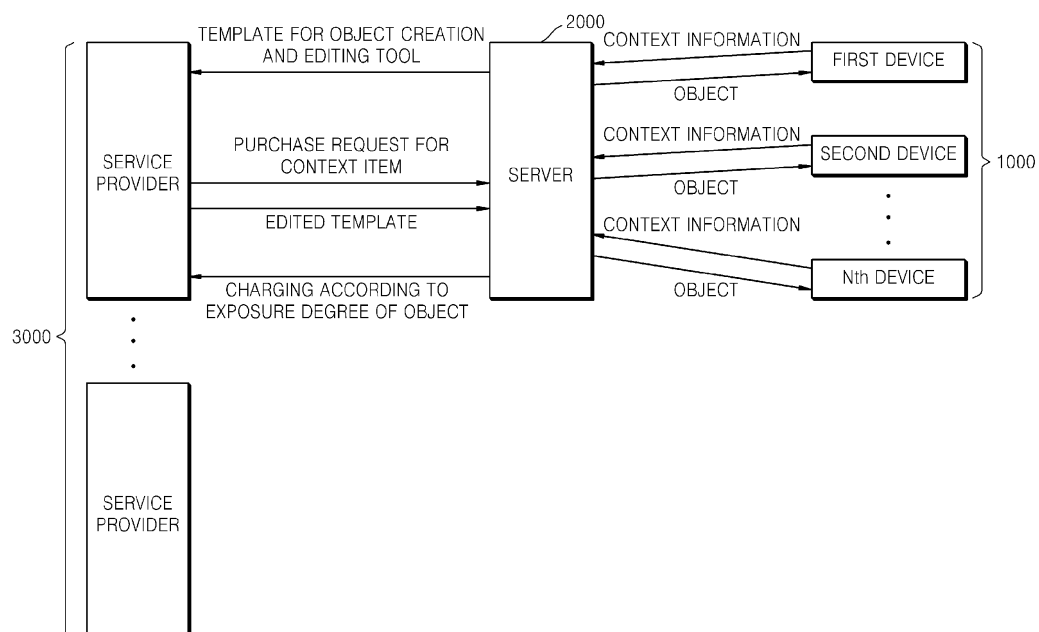 2000
TEMPLATE FOR OBJECT CREATION
AND EDITING TOOL
CONTEXT INFORMATION
FIRST DEVICE
OBJECT
PURCHASE REQUEST FOR
CONTEXT ITEM
SERVICE
PROVIDER
SERVER
CONTEXT INFORMATION
SECOND DEVICE
1000
OBJECT
EDITED TEMPLATE
CONTEXT INFORMATION
Nth DEVICE
OBJECT
CHARGING ACCORDING TO
EXPOSURE DEGREE OF OBJECT
3000
SERVICE
PROVIDER